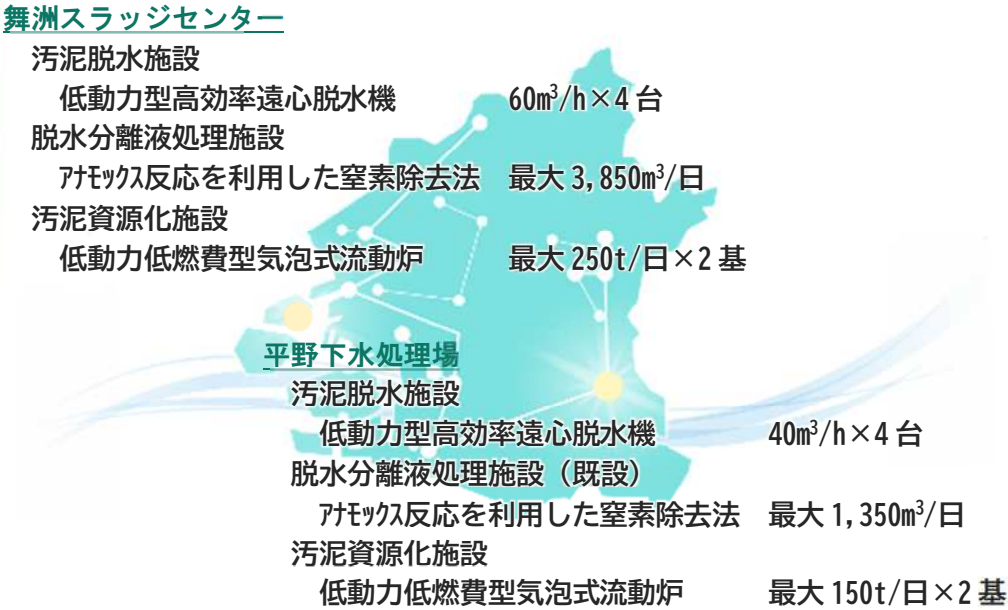 舞洲スラッジセンター
汚泥脱水施設
低動力型高効率遠心脱水機 60m³/h×4台
脱水分離液処理施設
ｱﾅﾓｯｸｽ反応を利用した窒素除去法 最大3,850m³/日
汚泥資源化施設
低動力低燃費型気泡式流動炉 最大250t/日×2基
平野下水処理場
汚泥脱水施設
低動力型高効率遠心脱水機 40m³/h×4台
脱水分離液処理施設（既設）
ｱﾅﾓｯｸｽ反応を利用した窒素除去法 最大1,350m³/日
汚泥資源化施設
低動力低燃費型気泡式流動炉 最大150t/日×2基